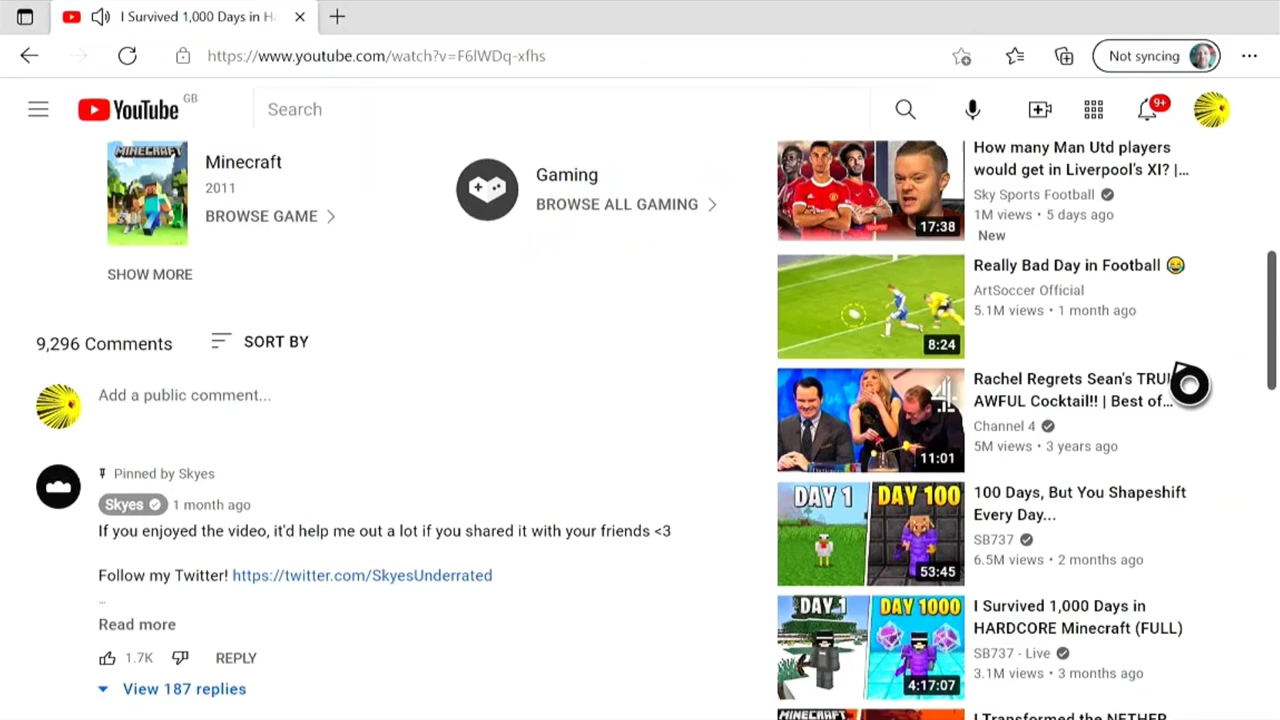 I Survived 1,000 Days in H
https://www.youtube.com/watch?v=F6lWDq-xfhs
Not syncing
YouTube GB
Search
9+
MINECRAFT
Minecraft
2011
BROWSE GAME
Gaming
BROWSE ALL GAMING
SHOW MORE
9,296 Comments
SORT BY
Add a public comment...
Pinned by Skyes
Skyes 1 month ago
If you enjoyed the video, it'd help me out a lot if you shared it with your friends <3
Follow my Twitter! https://twitter.com/SkyesUnderrated
...
Read more
1.7K
REPLY
View 187 replies
17:38
How many Man Utd players
would get in Liverpool's XI? |...
Sky Sports Football
1M views • 5 days ago
New
8:24
Really Bad Day in Football 😂
ArtSoccer Official
5.1M views • 1 month ago
4
11:01
Rachel Regrets Sean's TRU
AWFUL Cocktail!! | Best of...
Channel 4
5M views • 3 years ago
DAY 1
DAY 100
53:45
100 Days, But You Shapeshift
Every Day...
SB737
6.5M views • 2 months ago
DAY 1
DAY 1000
4:17:07
I Survived 1,000 Days in
HARDCORE Minecraft (FULL)
SB737 - Live
3.1M views • 3 months ago
MINECRAFT
I Transformed the NETHER